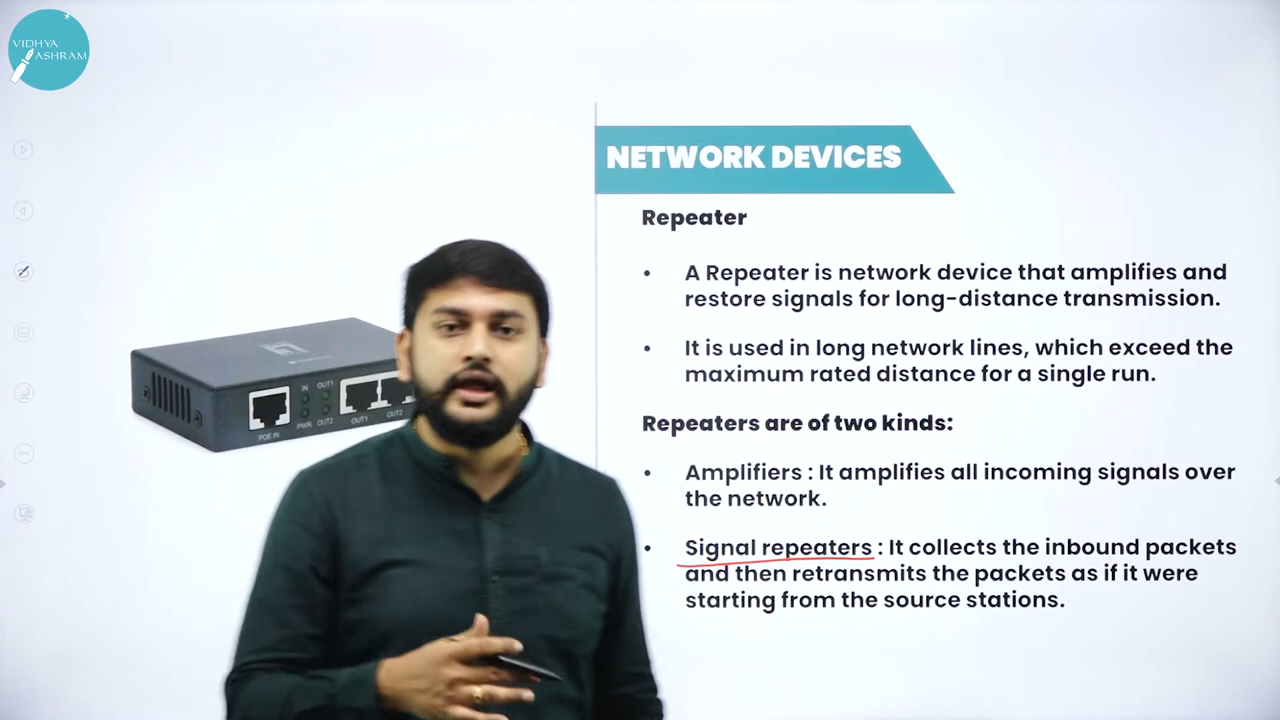 VIDHYA
ASHRAM
NETWORK DEVICES
Repeater
• A Repeater is network device that amplifies and
restore signals for long-distance transmission.
• It is used in long network lines, which exceed the
maximum rated distance for a single run.
Repeaters are of two kinds:
• Amplifiers : It amplifies all incoming signals over
the network.
• Signal repeaters : It collects the inbound packets
and then retransmits the packets as if it were
starting from the source stations.
IN OUT1
PWR OUT2
POE IN
OUT1
OUT2